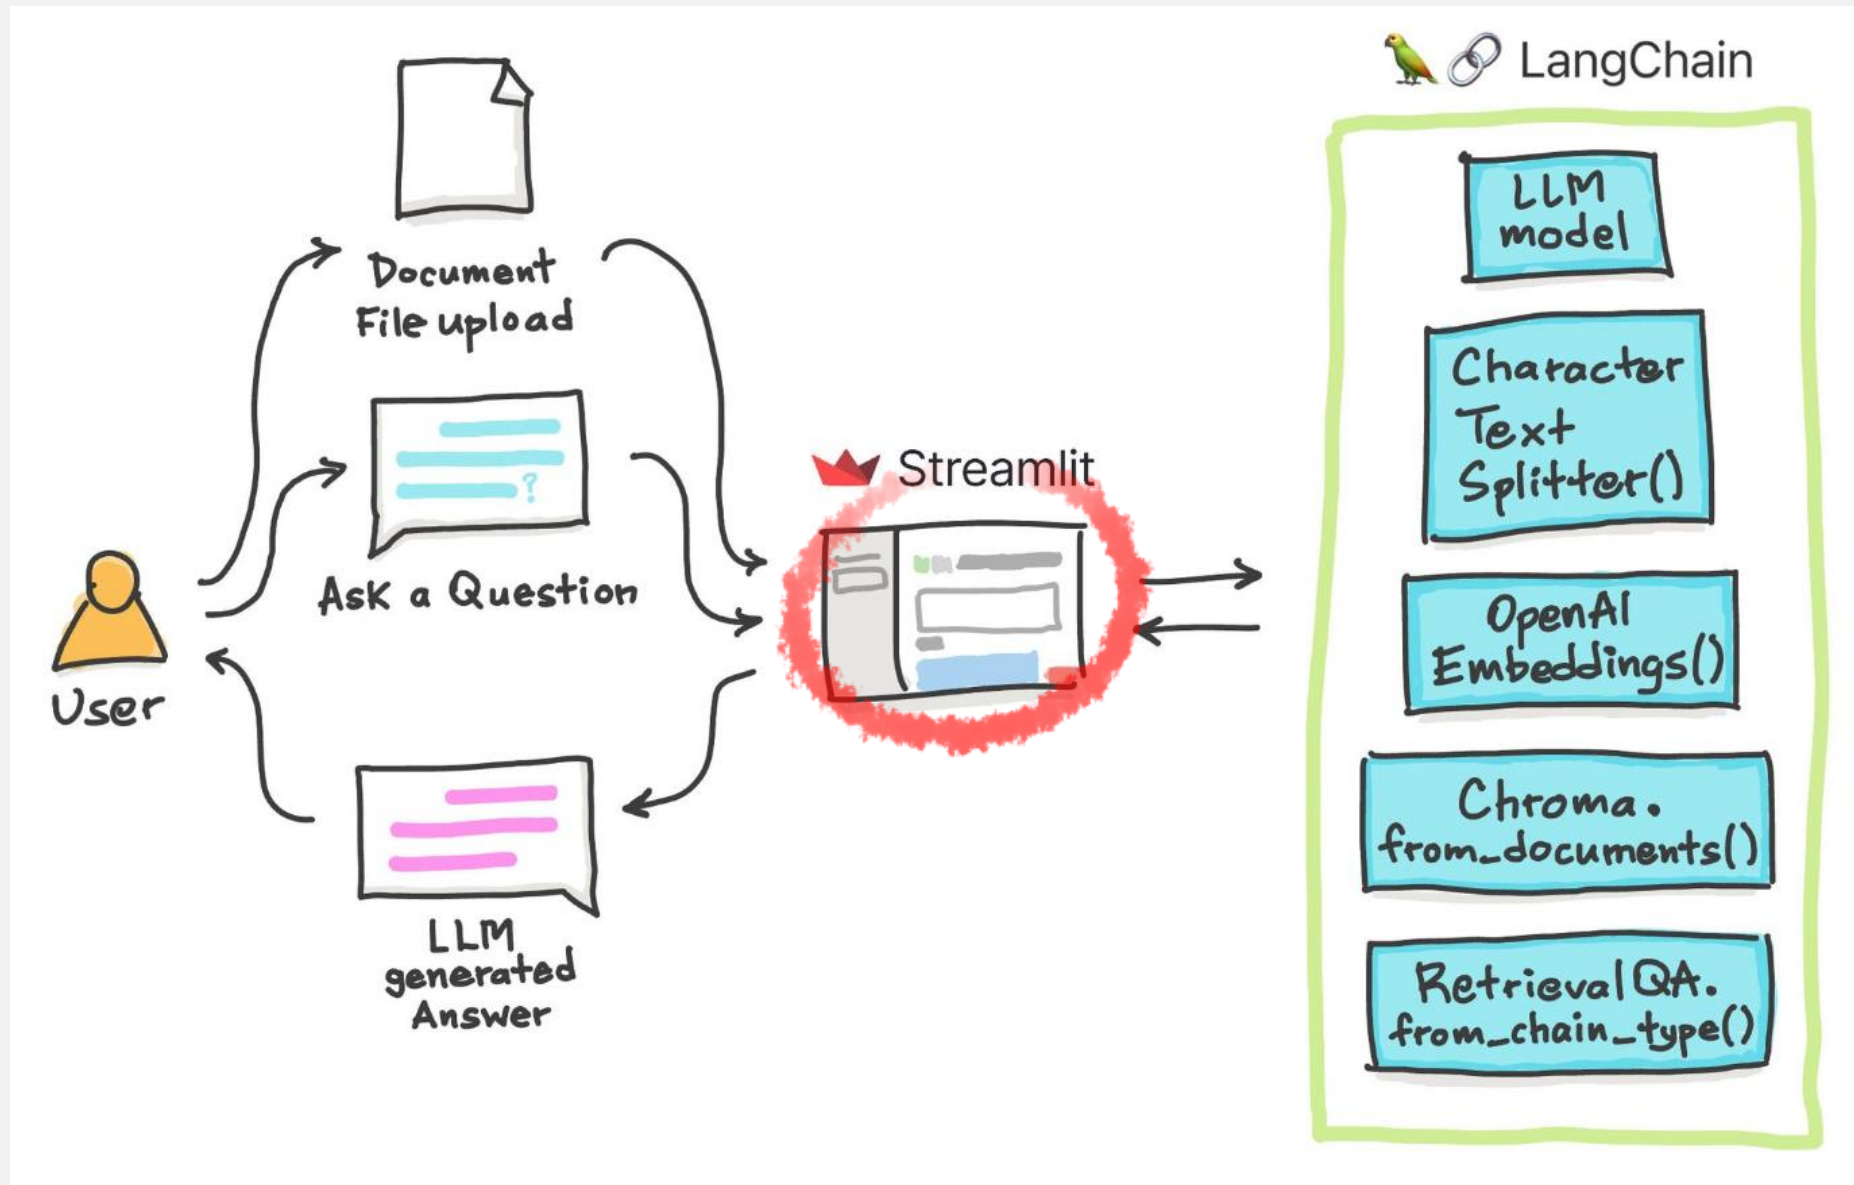 LangChain
Document
File upload
?
Ask a Question
User
LLM
generated
Answer
Streamlit
LLM
model
Character
Text
Splitter()
OpenAI
Embeddings()
Chroma.
from_documents()
RetrievalQA.
from_chain_type()